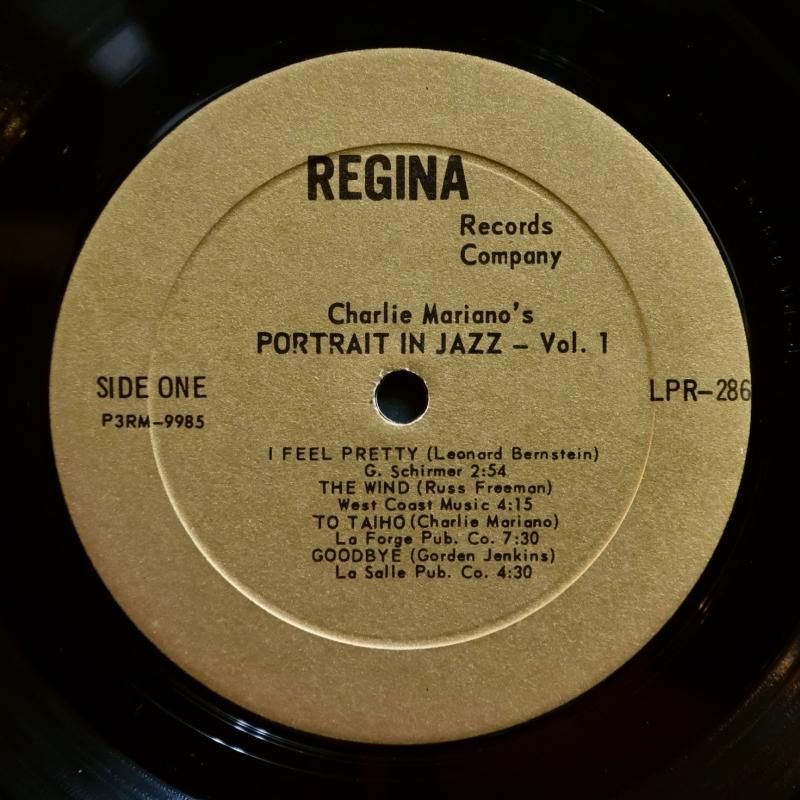 REGINA
Records
Company
Charlie Mariano's
PORTRAIT IN JAZZ – Vol. 1
SIDE ONE
LPR–286
P3RM–9985
I FEEL PRETTY (Leonard Bernstein)
G. Schirmer 2:54
THE WIND (Russ Freeman)
West Coast Music 4:15
TO TAIHO (Charlie Mariano)
La Forge Pub. Co. 7:30
GOODBYE (Gorden Jenkins)
La Salle Pub. Co. 4:30